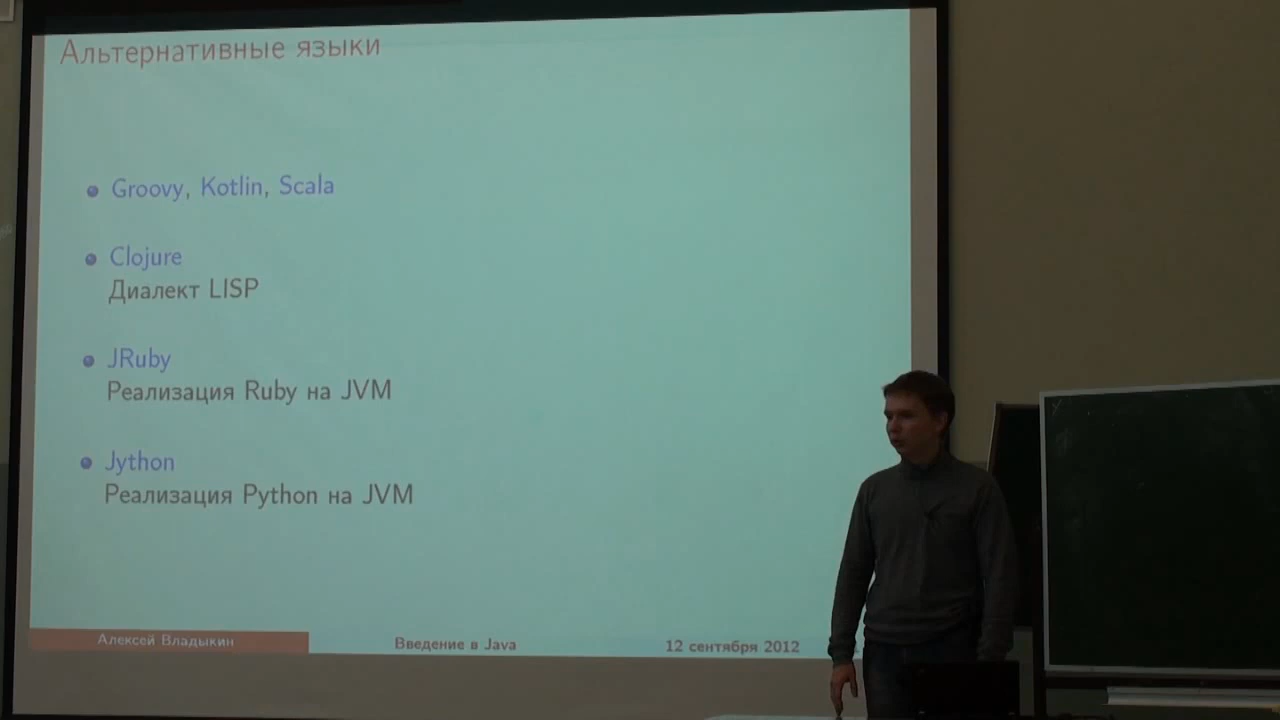 Альтернативные языки
Groovy, Kotlin, Scala
Clojure
Диалект LISP
JRuby
Реализация Ruby на JVM
Jython
Реализация Python на JVM
Алексей Владыкин
Введение в Java
12 сентября 2012